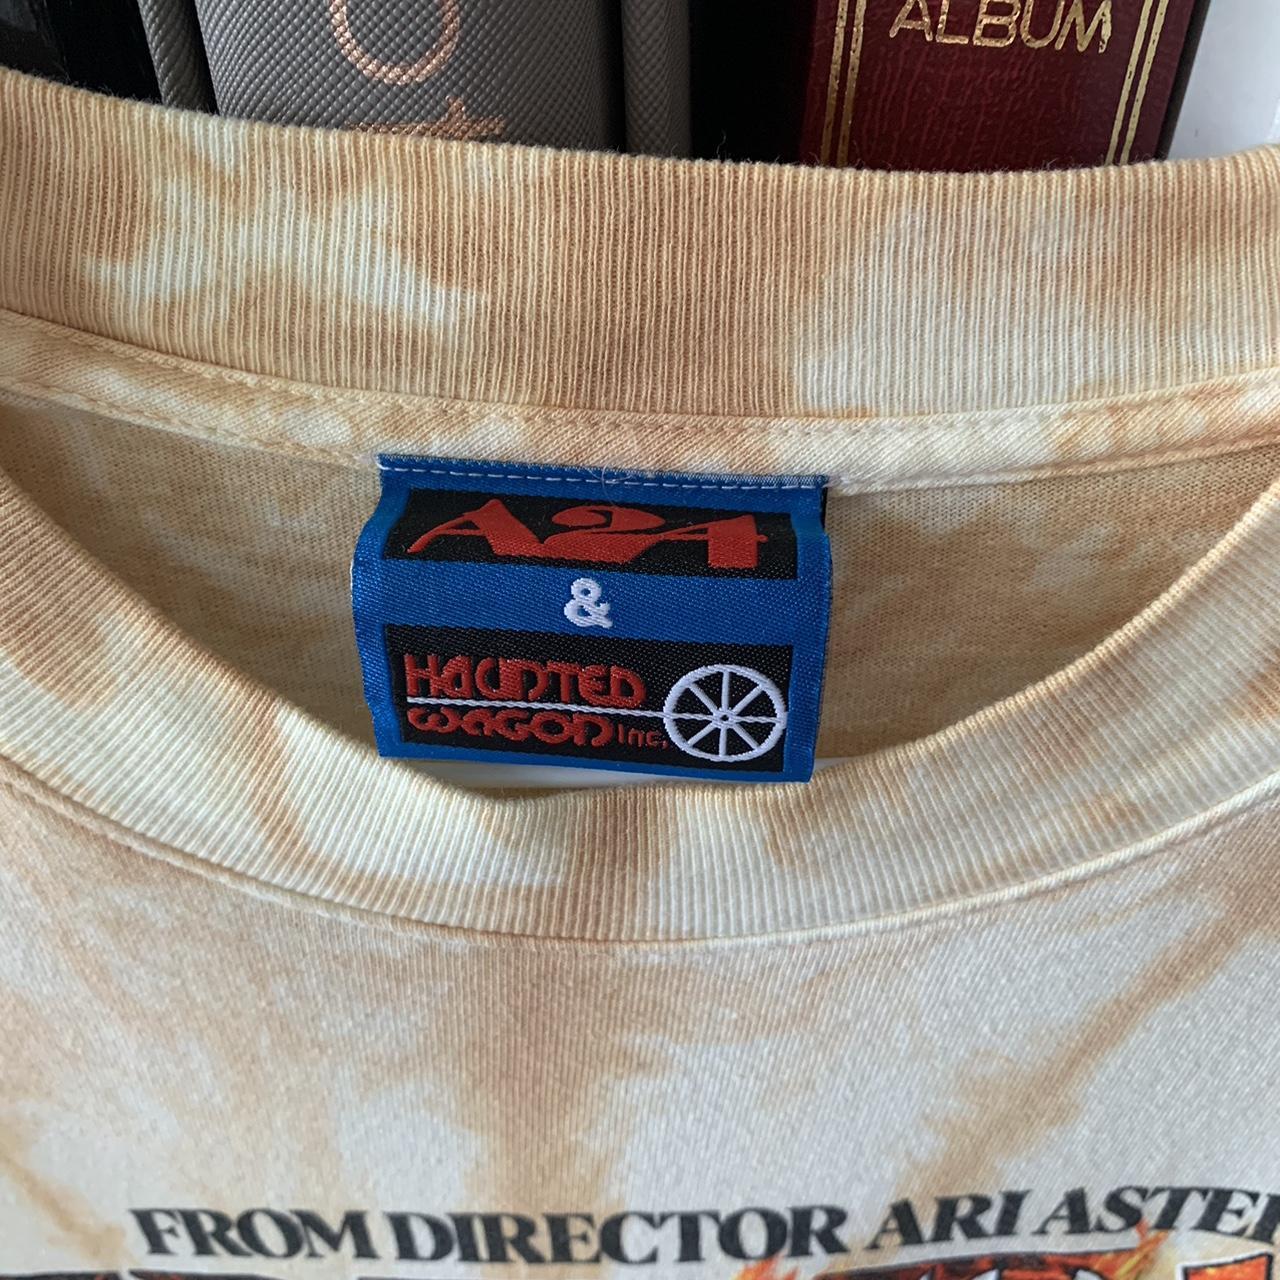 ALBUM
A24
&
HAUNTED
WAGON Inc.
FROM DIRECTOR ARI ASTER